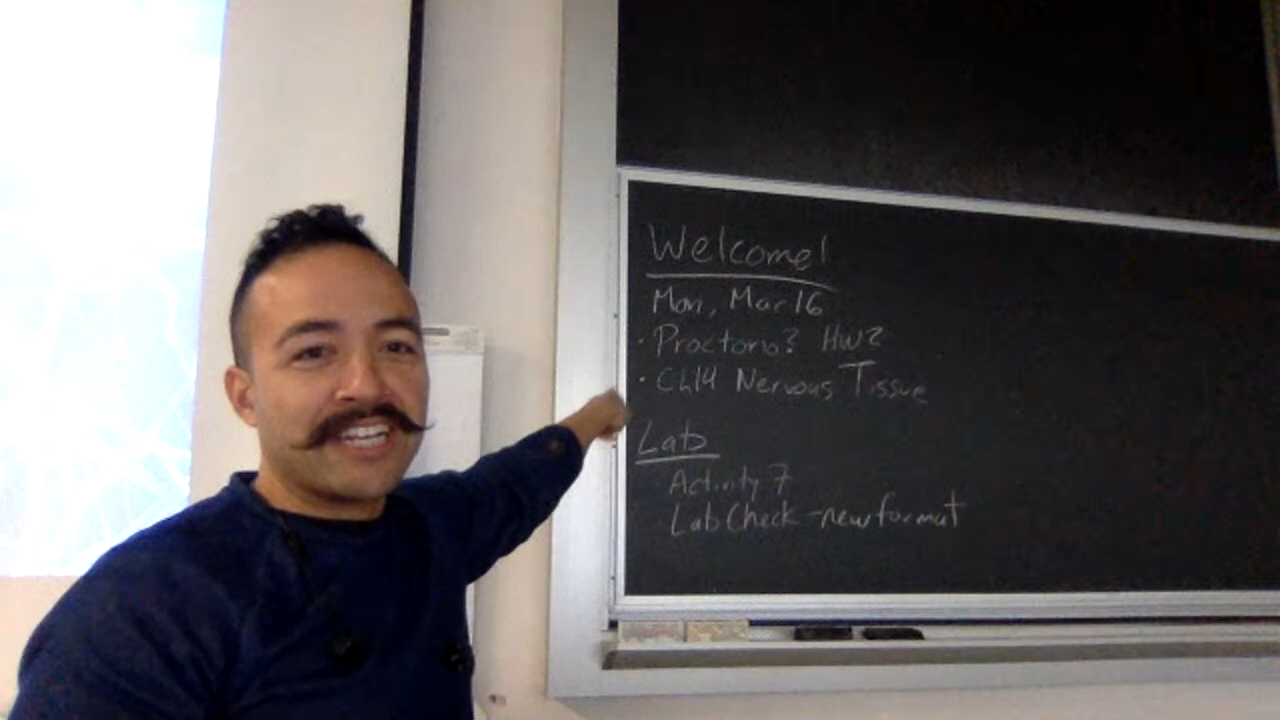 Welcome!
Mon, Mar 16
• Proctorio? HW?
• Ch14 Nervous Tissue
Lab
Activity 7
Lab Check - new format